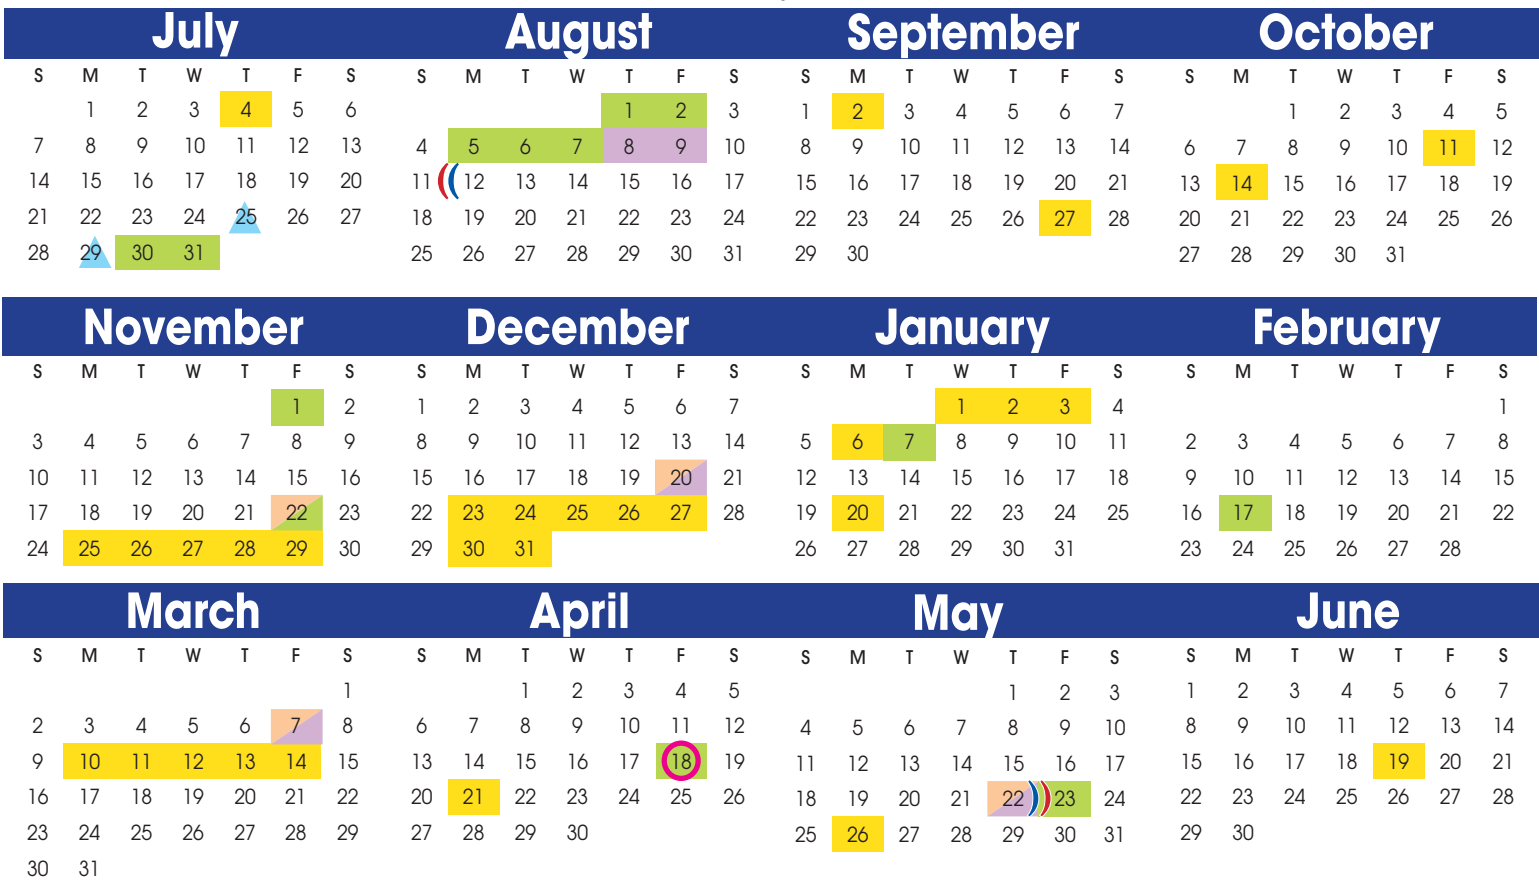 July August September October
S M T W T F S S M T W T F S S M T W T F S S M T W T F S
1 2 3 4 5 6 1 2 3 1 2 3 4 5 6 7 1 2 3 4 5
7 8 9 10 11 12 13 4 5 6 7 8 9 10 8 9 10 11 12 13 14 6 7 8 9 10 11 12
14 15 16 17 18 19 20 11 12 13 14 15 16 17 15 16 17 18 19 20 21 13 14 15 16 17 18 19
21 22 23 24 25 26 27 18 19 20 21 22 23 24 22 23 24 25 26 27 28 20 21 22 23 24 25 26
28 29 30 31 25 26 27 28 29 30 31 29 30 27 28 29 30 31
November December January February
S M T W T F S S M T W T F S S M T W T F S S M T W T F S
1 2 1 2 3 4 5 6 7 1 2 3 4 1
3 4 5 6 7 8 9 8 9 10 11 12 13 14 5 6 7 8 9 10 11 2 3 4 5 6 7 8
10 11 12 13 14 15 16 15 16 17 18 19 20 21 12 13 14 15 16 17 18 9 10 11 12 13 14 15
17 18 19 20 21 22 23 22 23 24 25 26 27 28 19 20 21 22 23 24 25 16 17 18 19 20 21 22
24 25 26 27 28 29 30 29 30 31 26 27 28 29 30 31 23 24 25 26 27 28
March April May June
S M T W T F S S M T W T F S S M T W T F S S M T W T F S
1 1 2 3 4 5 1 2 3 1 2 3 4 5 6 7
2 3 4 5 6 7 8 6 7 8 9 10 11 12 4 5 6 7 8 9 10 8 9 10 11 12 13 14
9 10 11 12 13 14 15 13 14 15 16 17 18 19 11 12 13 14 15 16 17 15 16 17 18 19 20 21
16 17 18 19 20 21 22 20 21 22 23 24 25 26 18 19 20 21 22 23 24 22 23 24 25 26 27 28
23 24 25 26 27 28 29 27 28 29 30 25 26 27 28 29 30 31 29 30
30 31